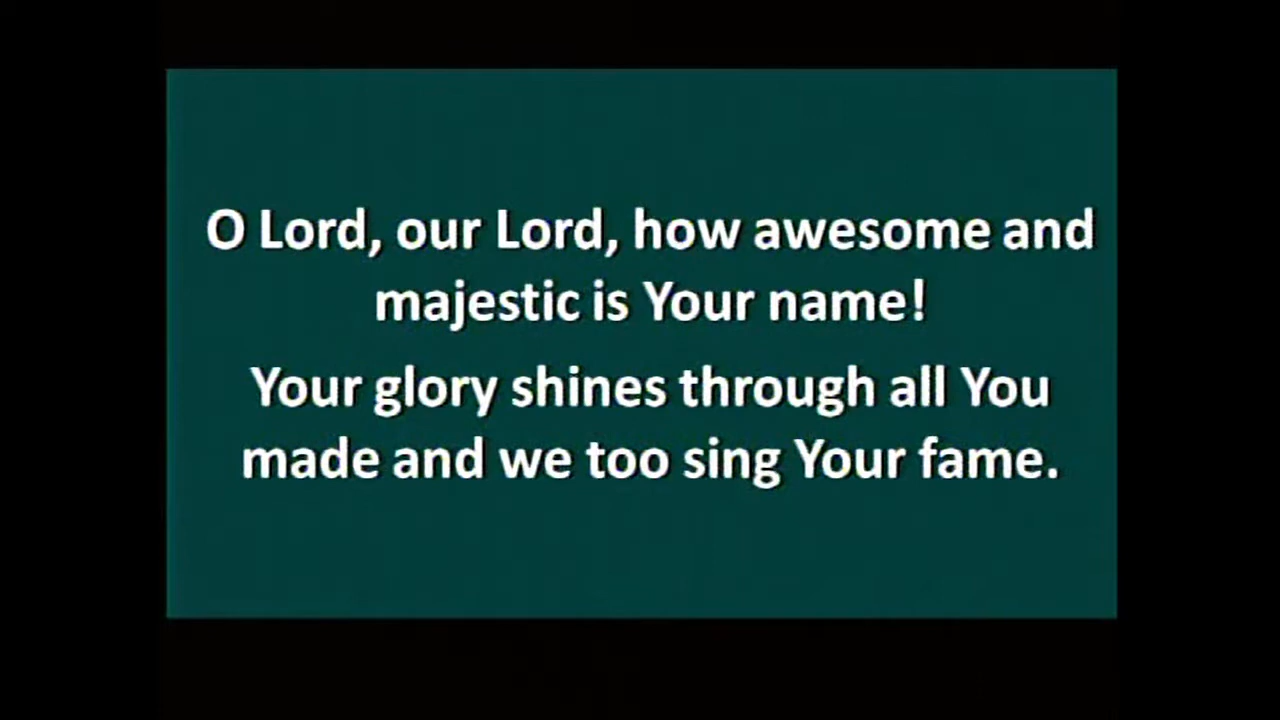 O Lord, our Lord, how awesome and
majestic is Your name!
Your glory shines through all You
made and we too sing Your fame.